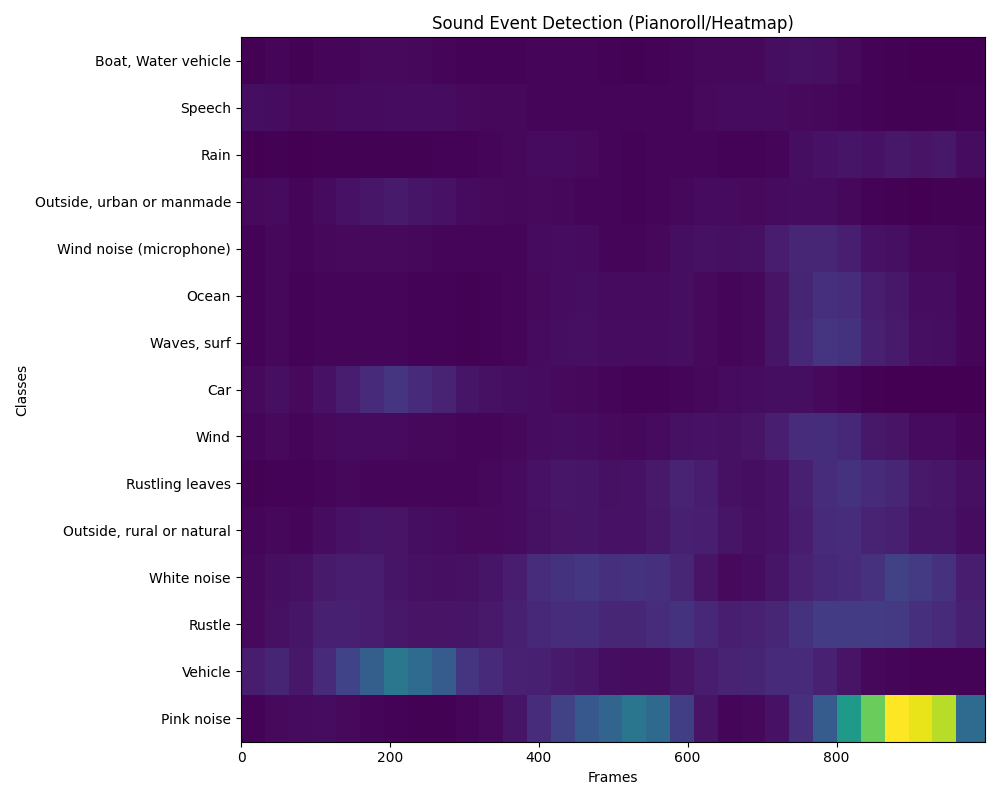 Sound Event Detection (Pianoroll/Heatmap)
Classes
Boat, Water vehicle
Speech
Rain
Outside, urban or manmade
Wind noise (microphone)
Ocean
Waves, surf
Car
Wind
Rustling leaves
Outside, rural or natural
White noise
Rustle
Vehicle
Pink noise
0 200 400 600 800
Frames